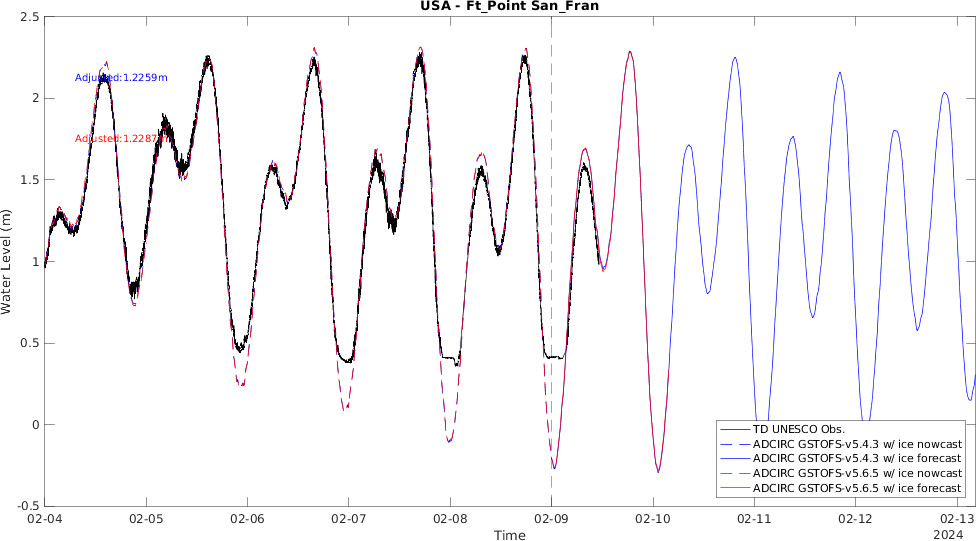 USA - Ft_Point San_Fran
2.5
2
1.5
1
0.5
0
-0.5
Water Level (m)
Adjusted:1.2259m
Adjusted:1.2287m
TD UNESCO Obs.
ADCIRC GSTOFS-v5.4.3 w/ ice nowcast
ADCIRC GSTOFS-v5.4.3 w/ ice forecast
ADCIRC GSTOFS-v5.6.5 w/ ice nowcast
ADCIRC GSTOFS-v5.6.5 w/ ice forecast
02-04 02-05 02-06 02-07 02-08 02-09 02-10 02-11 02-12 02-13
Time
2024